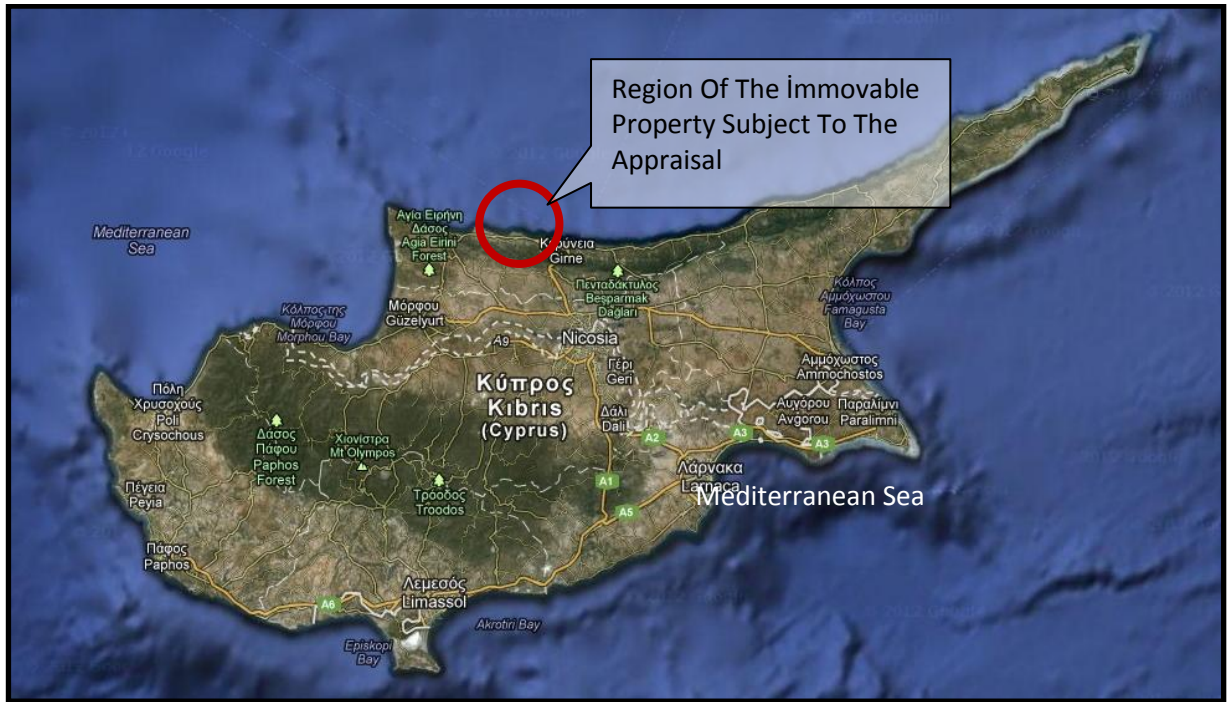 Region Of The İmmovable
Property Subject To The
Appraisal
Mediterranean
Sea
Αγία Ειρήνη
Δάσος
Agia Eirini
Forest
Κερύνεια
Girne
Πενταδάκτυλος
Beşparmak
Dağları
Κόλπος
Αμμόχωστου
Famagusta
Bay
Κόλπος της
Μόρφου
Morphou Bay
Μόρφου
Güzelyurt
A9
Nicosia
Γέρι
Geri
Αμμόχωστος
Ammochostos
Κύπρος
Kıbrıs
(Cyprus)
Πόλη
Χρυσοχούς
Poli
Crysochous
Δάλι
Dali
Αυγόρου
Avgorou
Παραλίμνι
Paralimni
A2
A3
A3
Δάσος
Πάφου
Paphos
Forest
Χιονίστρα
Mt Olympos
Λάρνακα
Larnaca
Mediterranean Sea
Πέγεια
Peyia
Τρόοδος
Troodos
A1
A5
Πάφος
Paphos
Λεμεσός
Limassol
A6
Akrotiri Bay
Episkopi
Bay